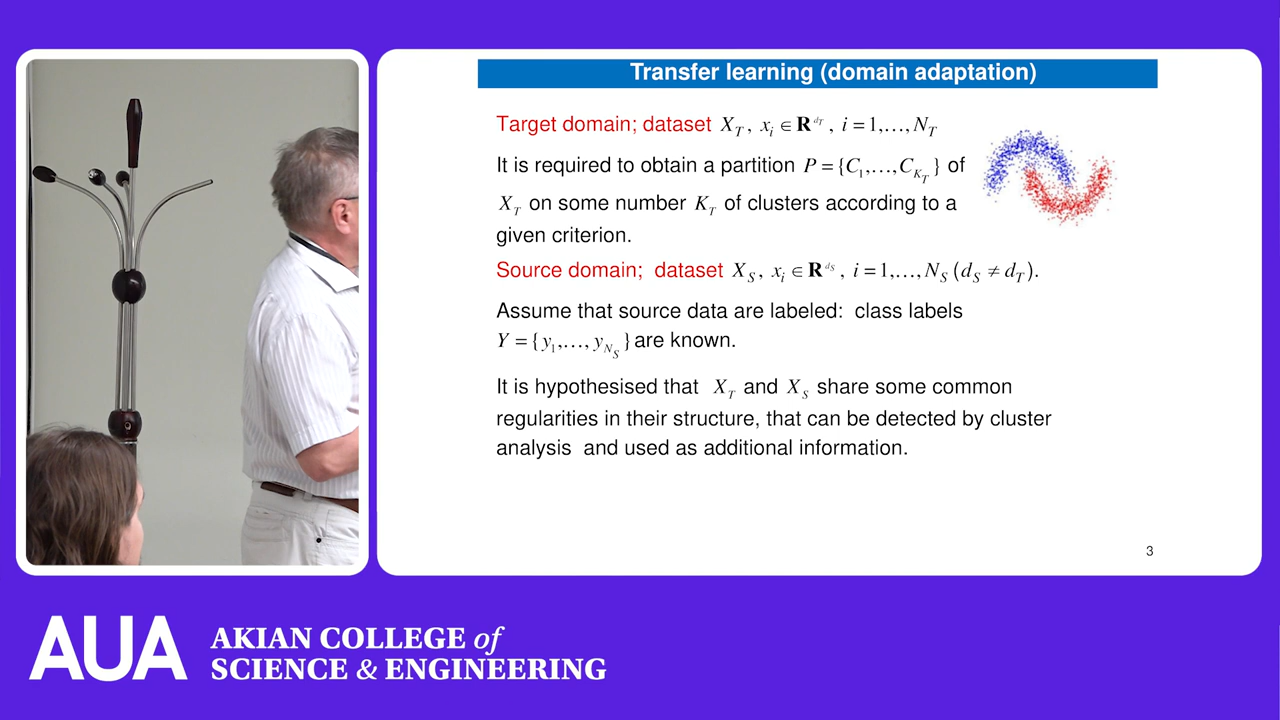 Transfer learning (domain adaptation)
Target domain; dataset X_T, x_i ∈ R^{d_T}, i = 1,…,N_T
It is required to obtain a partition P = {C_1,…,C_{K_T}} of
X_T on some number K_T of clusters according to a
given criterion.
Source domain; dataset X_S, x_i ∈ R^{d_S}, i = 1,…,N_S (d_S ≠ d_T).
Assume that source data are labeled: class labels
Y = {y_1,…, y_{N_S}} are known.
It is hypothesised that X_T and X_S share some common
regularities in their structure, that can be detected by cluster
analysis and used as additional information.
3
AUA
AKIAN COLLEGE of
SCIENCE & ENGINEERING